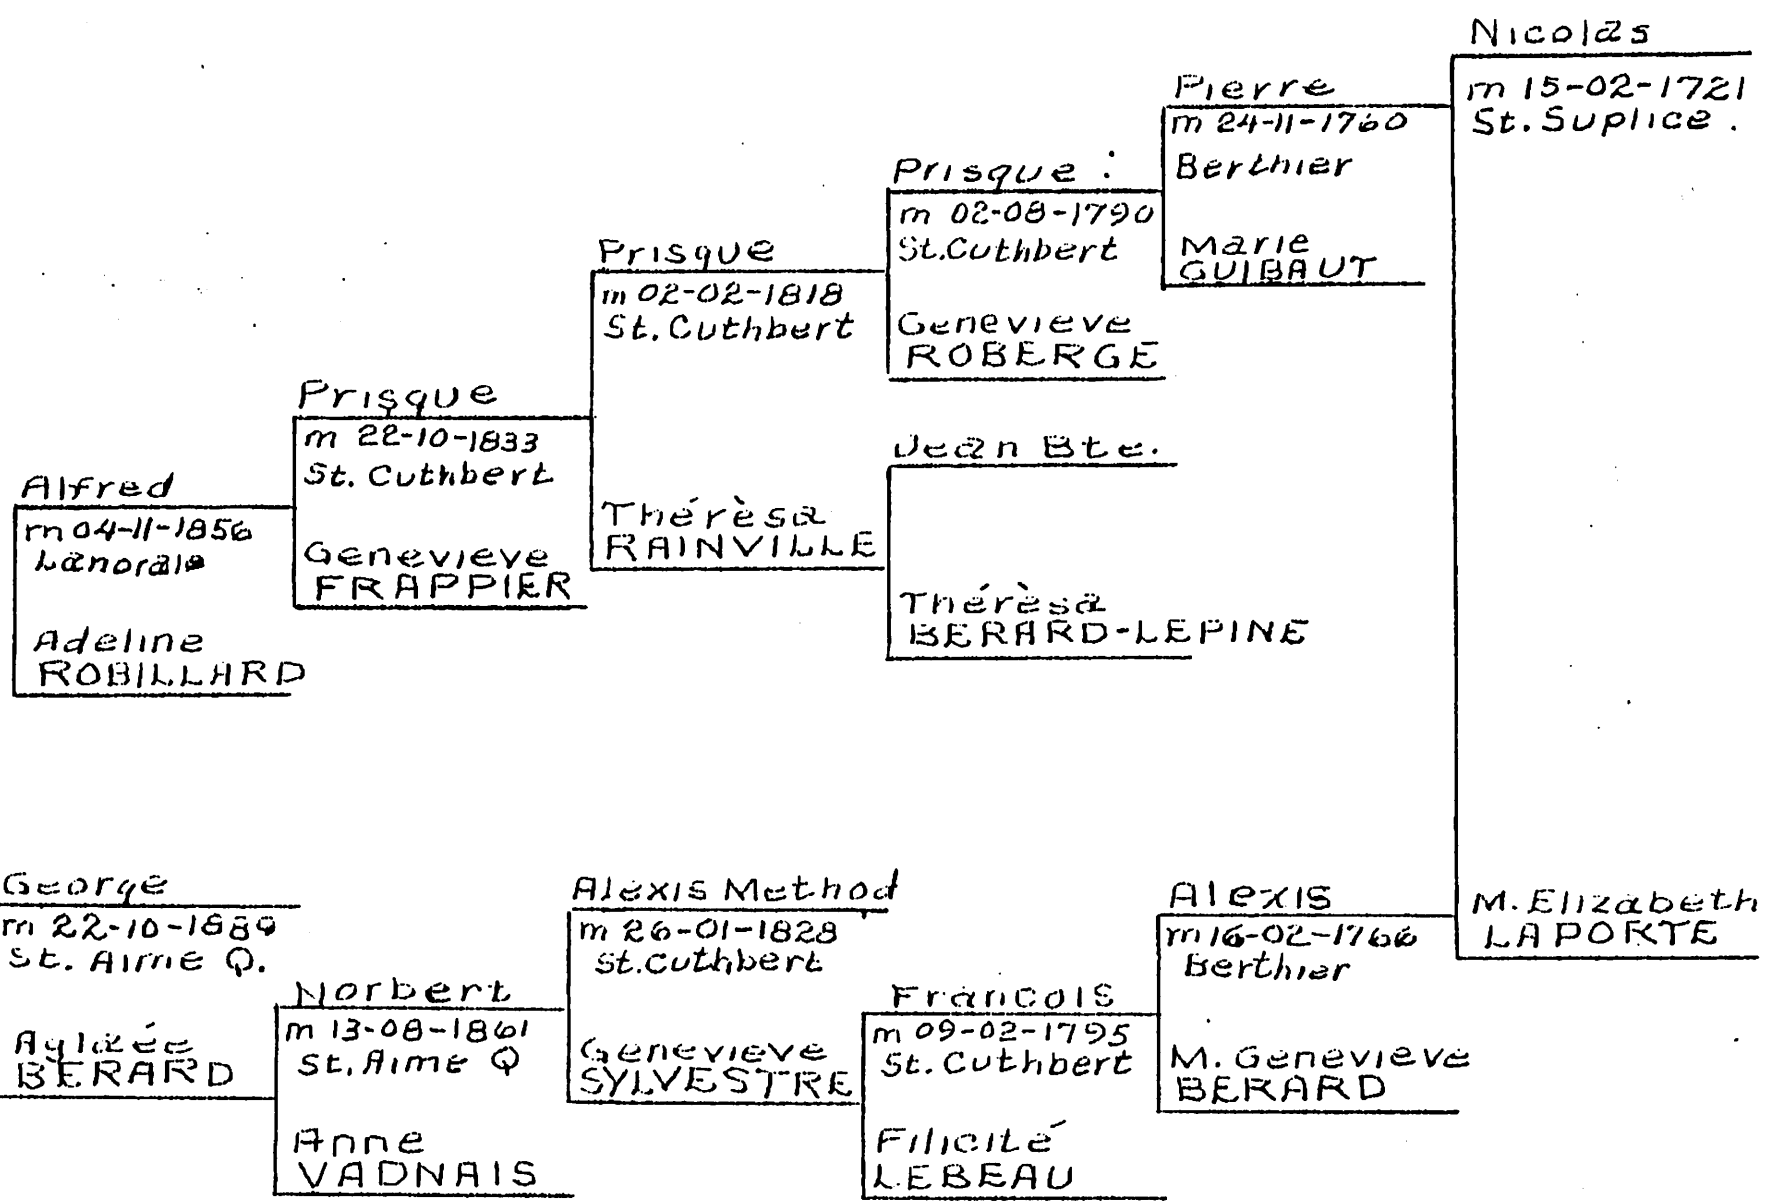 Nicolas
m 15-02-1721
St. Suplice .
Pierre
m 24-11-1760
Berthier
Marie
GUIBAUT
Prisque :
m 02-08-1790
St. Cuthbert
Genevieve
ROBERGE
Prisque
m 02-02-1818
St. Cuthbert
Thérèsa
RAINVILLE
Jean Bte.
Thérèsa
BERARD-LEPINE
Prisque
m 22-10-1833
St. Cuthbert
Genevieve
FRAPPIER
Alfred
m 04-11-1856
Lanoraie
Adeline
ROBILLARD
George
m 22-10-1889
St. Aime Q.
BERARD
Norbert
m 13-08-1861
St. Aime Q
Anne
VADNAIS
Alexis Method
m 26-01-1828
St. Cuthbert
Genevieve
SYLVESTRE
Francois
m 09-02-1795
St. Cuthbert
Filicité
LEBEAU
Alexis
m 16-02-1766
Berthier
M. Genevieve
BERARD
M. Elizabeth
LAPORTE